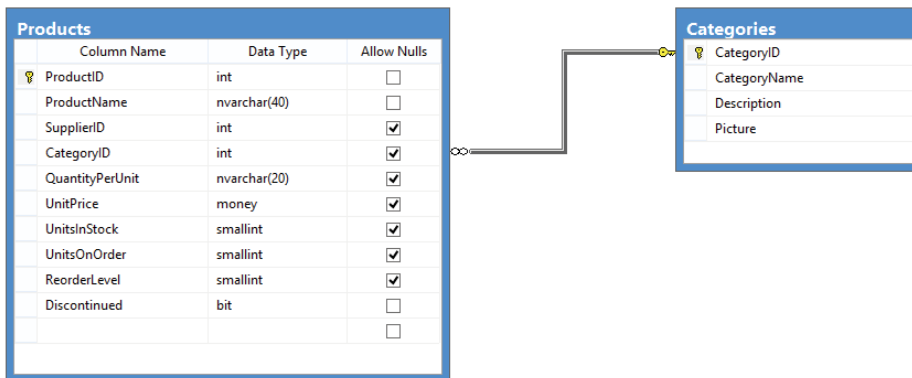 Products
Column Name Data Type Allow Nulls
ProductID int
ProductName nvarchar(40)
SupplierID int
CategoryID int
QuantityPerUnit nvarchar(20)
UnitPrice money
UnitsInStock smallint
UnitsOnOrder smallint
ReorderLevel smallint
Discontinued bit
Categories
CategoryID
CategoryName
Description
Picture